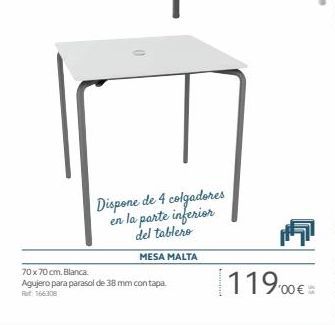 Dispone de 4 colgadores
en la parte inferior
del tablero
MESA MALTA
70 x 70 cm. Blanca.
Agujero para parasol de 38 mm con tapa.
Ref: 166308
119,00 €